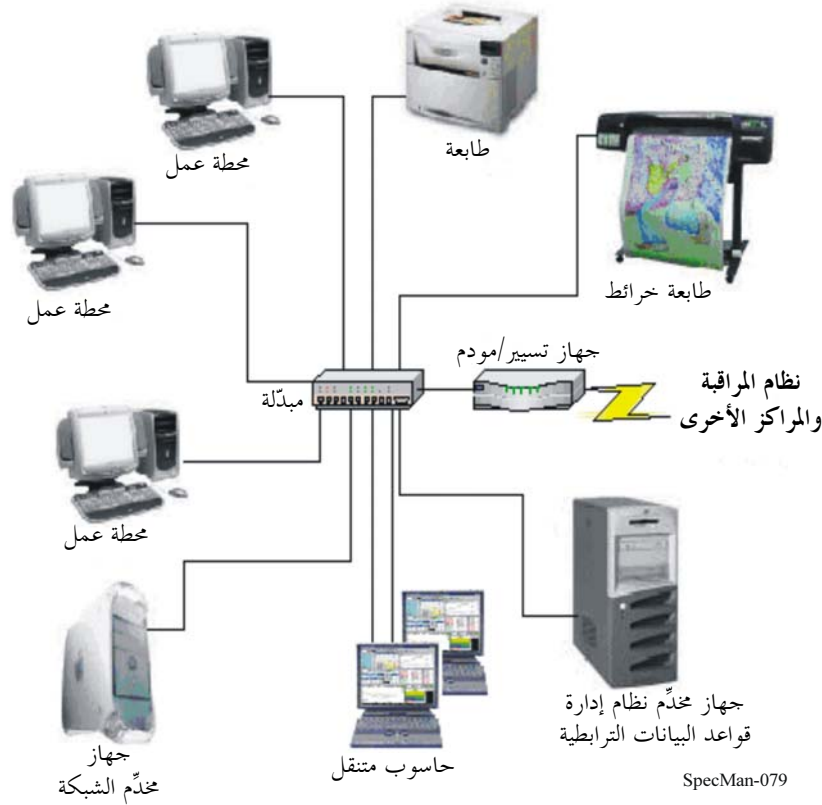 محطة عمل
طابعة
محطة عمل
طابعة خرائط
جهاز تسيير/مودم
مبدّلة
نظام المراقبة
والمراكز الأخرى
محطة عمل
جهاز
مخدِّم الشبكة
حاسوب متنقل
جهاز مخدِّم نظام إدارة
قواعد البيانات الترابطية
SpecMan-079